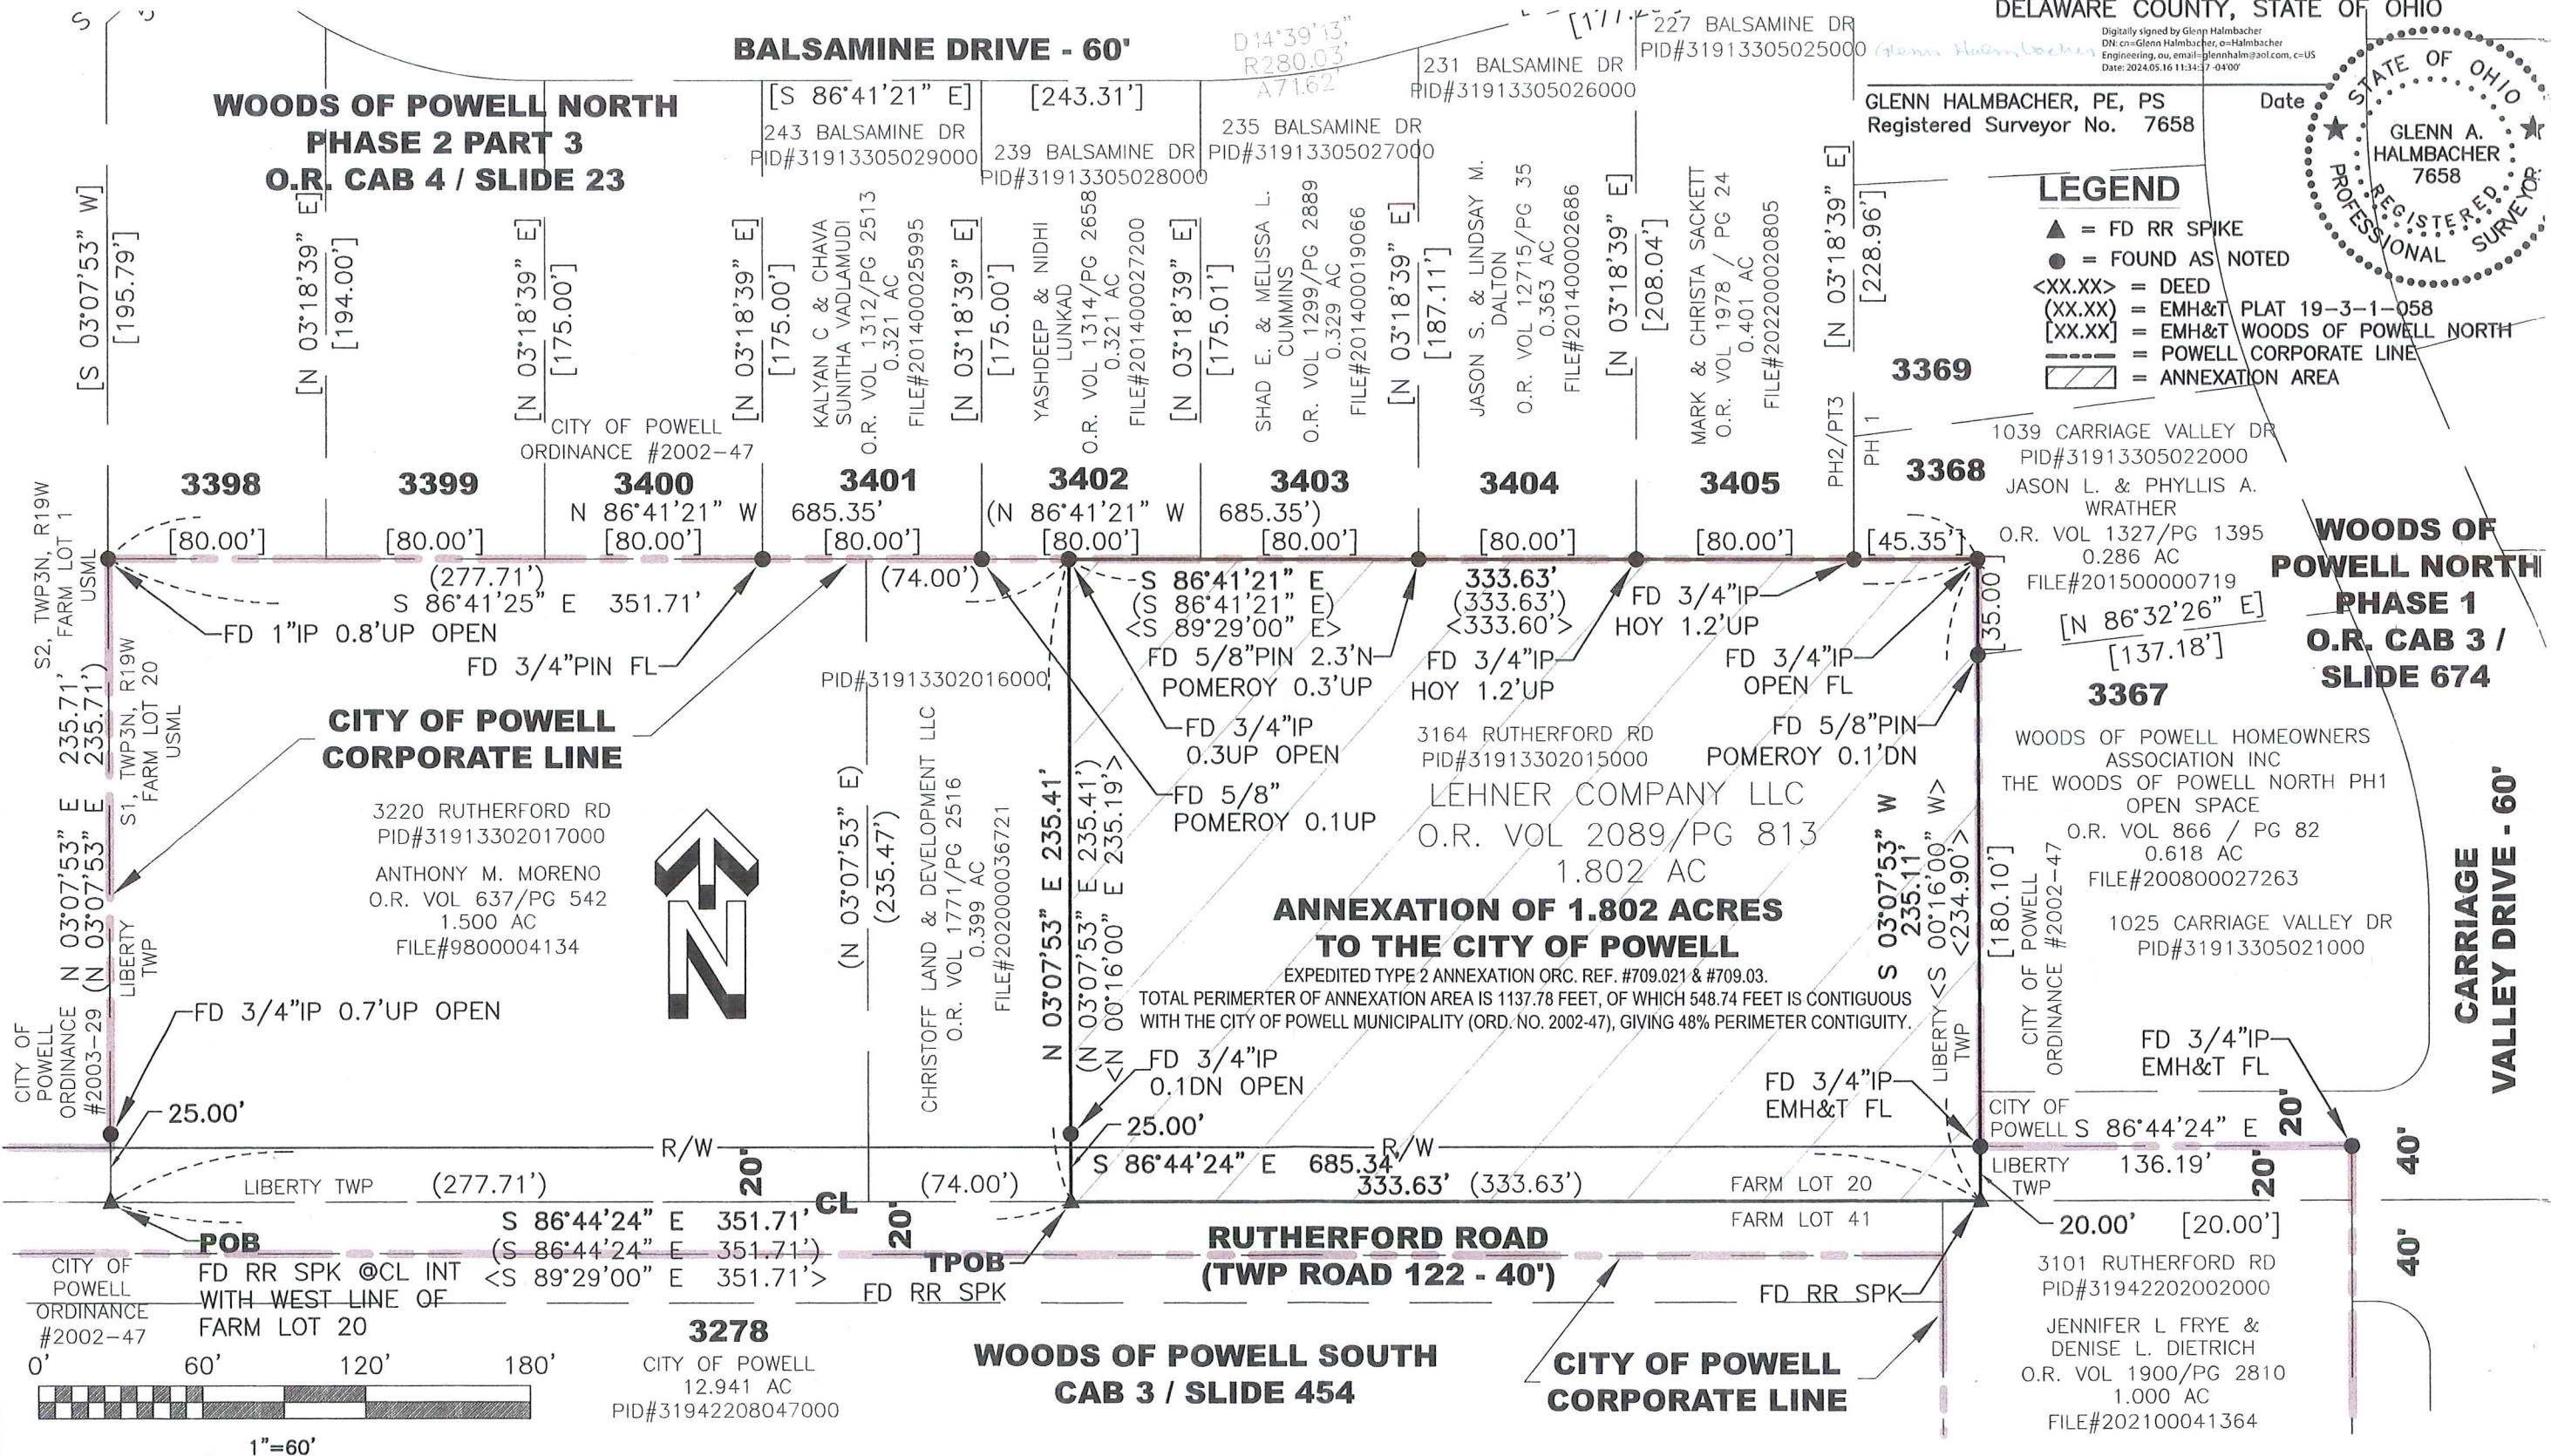 DELAWARE COUNTY, STATE OF OHIO
Glenn Halmbacher
Digitally signed by Glenn Halmbacher
DN: cn=Glenn Halmbacher, o=Halmbacher
Engineering, ou, email=glennhalm@aol.com, c=US
Date: 2024.05.16 11:34:37 -04'00'
GLENN HALMBACHER, PE, PS
Date
Registered Surveyor No. 7658
STATE OF OHIO
GLENN A.
HALMBACHER
7658
REGISTERED
PROFESSIONAL SURVEYOR
BALSAMINE DRIVE - 60'
D14°39'13"
R280.03'
A71.62'
WOODS OF POWELL NORTH
PHASE 2 PART 3
O.R. CAB 4 / SLIDE 23
[S 86°41'21" E]
[243.31']
243 BALSAMINE DR
PID#31913305029000
239 BALSAMINE DR
PID#31913305028000
235 BALSAMINE DR
PID#31913305027000
231 BALSAMINE DR
PID#31913305026000
227 BALSAMINE DR
PID#31913305025000
LEGEND
▲ = FD RR SPIKE
● = FOUND AS NOTED
<XX.XX> = DEED
(XX.XX) = EMH&T PLAT 19-3-1-058
[XX.XX] = EMH&T WOODS OF POWELL NORTH
= POWELL CORPORATE LINE
= ANNEXATION AREA
[S 03°07'53" W]
[195.79']
[N 03°18'39" E]
[194.00']
[N 03°18'39" E]
[175.00']
[N 03°18'39" E]
[175.00']
KALYAN C & CHAVA
SUNITHA VADLAMUDI
O.R. VOL 1312/PG 2513
0.321 AC
FILE#201400025995
[N 03°18'39" E]
[175.00']
YASHDEEP & NIDHI
LUNKAD
O.R. VOL 1314/PG 2658
0.321 AC
FILE#201400027200
[N 03°18'39" E]
[175.01']
SHAD E. & MELISSA L.
CUMMINS
O.R. VOL 1299/PG 2889
0.329 AC
FILE#201400019066
[N 03°18'39" E]
[187.11']
JASON S. & LINDSAY M.
DALTON
O.R. VOL 12715/PG 35
0.363 AC
FILE#201400002686
[N 03°18'39" E]
[208.04']
MARK & CHRISTA SACKETT
O.R. VOL 1978 / PG 24
0.401 AC
FILE#202200020805
[N 03°18'39" E]
[228.96']
PH2/PT3
PH 1
CITY OF POWELL
ORDINANCE #2002-47
3398
3399
3400
3401
3402
3403
3404
3405
3368
3369
N 86°41'21" W 685.35'
(N 86°41'21" W 685.35')
[80.00']
[80.00']
[80.00']
[80.00']
[80.00']
[80.00']
[80.00']
[80.00']
[45.35']
1039 CARRIAGE VALLEY DR
PID#31913305022000
JASON L. & PHYLLIS A.
WRATHER
O.R. VOL 1327/PG 1395
0.286 AC
FILE#201500000719
WOODS OF
POWELL NORTH
PHASE 1
O.R. CAB 3 /
SLIDE 674
[N 86°32'26" E]
[137.18']
[35.00']
3367
S2, TWP3N, R19W
FARM LOT 1
USML
S1, TWP3N, R19W
FARM LOT 20
USML
(277.71')
(74.00')
S 86°41'25" E 351.71'
FD 1"IP 0.8'UP OPEN
FD 3/4"PIN FL
CITY OF POWELL
CORPORATE LINE
3220 RUTHERFORD RD
PID#31913302017000
ANTHONY M. MORENO
O.R. VOL 637/PG 542
1.500 AC
FILE#9800004134
N 03°07'53" E 235.71'
(N 03°07'53" E 235.71')
LIBERTY
TWP
CITY OF
POWELL
ORDINANCE
#2003-29
FD 3/4"IP 0.7'UP OPEN
25.00'
N
PID#31913302016000
(N 03°07'53" E)
(235.47')
CHRISTOFF LAND & DEVELOPMENT LLC
O.R. VOL 1771/PG 2516
0.399 AC
FILE#202000036721
N 03°07'53" E 235.41'
(N 03°07'53" E 235.41')
<N 00°16'00" E 235.19'>
S 86°41'21" E 333.63'
(S 86°41'21" E) (333.63')
<S 89°29'00" E> <333.60'>
FD 5/8"PIN 2.3'N
POMEROY 0.3'UP
FD 3/4"IP
HOY 1.2'UP
FD 3/4"IP
HOY 1.2'UP
FD 3/4"IP
OPEN FL
FD 3/4"IP
0.3UP OPEN
FD 5/8"
POMEROY 0.1UP
FD 5/8"PIN
POMEROY 0.1'DN
3164 RUTHERFORD RD
PID#31913302015000
LEHNER COMPANY LLC
O.R. VOL 2089/PG 813
1.802 AC
ANNEXATION OF 1.802 ACRES
TO THE CITY OF POWELL
EXPEDITED TYPE 2 ANNEXATION ORC. REF. #709.021 & #709.03.
TOTAL PERIMERTER OF ANNEXATION AREA IS 1137.78 FEET, OF WHICH 548.74 FEET IS CONTIGUOUS
WITH THE CITY OF POWELL MUNICIPALITY (ORD. NO. 2002-47), GIVING 48% PERIMETER CONTIGUITY.
S 03°07'53" W
235.11'
<S 00°16'00" W>
<234.90'>
LIBERTY
TWP
[180.10']
CITY OF POWELL
ORDINANCE #2002-47
WOODS OF POWELL HOMEOWNERS
ASSOCIATION INC
THE WOODS OF POWELL NORTH PH1
OPEN SPACE
O.R. VOL 866 / PG 82
0.618 AC
FILE#200800027263
1025 CARRIAGE VALLEY DR
PID#31913305021000
CARRIAGE
VALLEY DRIVE - 60'
FD 3/4"IP
0.1DN OPEN
25.00'
FD 3/4"IP
EMH&T FL
FD 3/4"IP
EMH&T FL
CITY OF
POWELL
S 86°44'24" E
136.19'
20'
20'
40'
40'
LIBERTY
TWP
R/W
R/W
S 86°44'24" E 685.34'
333.63' (333.63')
FARM LOT 20
FARM LOT 41
LIBERTY TWP
(277.71')
20'
CL
(74.00')
20'
S 86°44'24" E 351.71'
(S 86°44'24" E 351.71')
<S 89°29'00" E 351.71'>
POB
FD RR SPK @CL INT
WITH WEST LINE OF
FARM LOT 20
CITY OF
POWELL
ORDINANCE
#2002-47
TPOB
FD RR SPK
RUTHERFORD ROAD
(TWP ROAD 122 - 40')
FD RR SPK
20.00' [20.00']
3101 RUTHERFORD RD
PID#31942202002000
JENNIFER L FRYE &
DENISE L. DIETRICH
O.R. VOL 1900/PG 2810
1.000 AC
FILE#202100041364
3278
CITY OF POWELL
12.941 AC
PID#31942208047000
WOODS OF POWELL SOUTH
CAB 3 / SLIDE 454
CITY OF POWELL
CORPORATE LINE
0' 60' 120' 180'
1"=60'